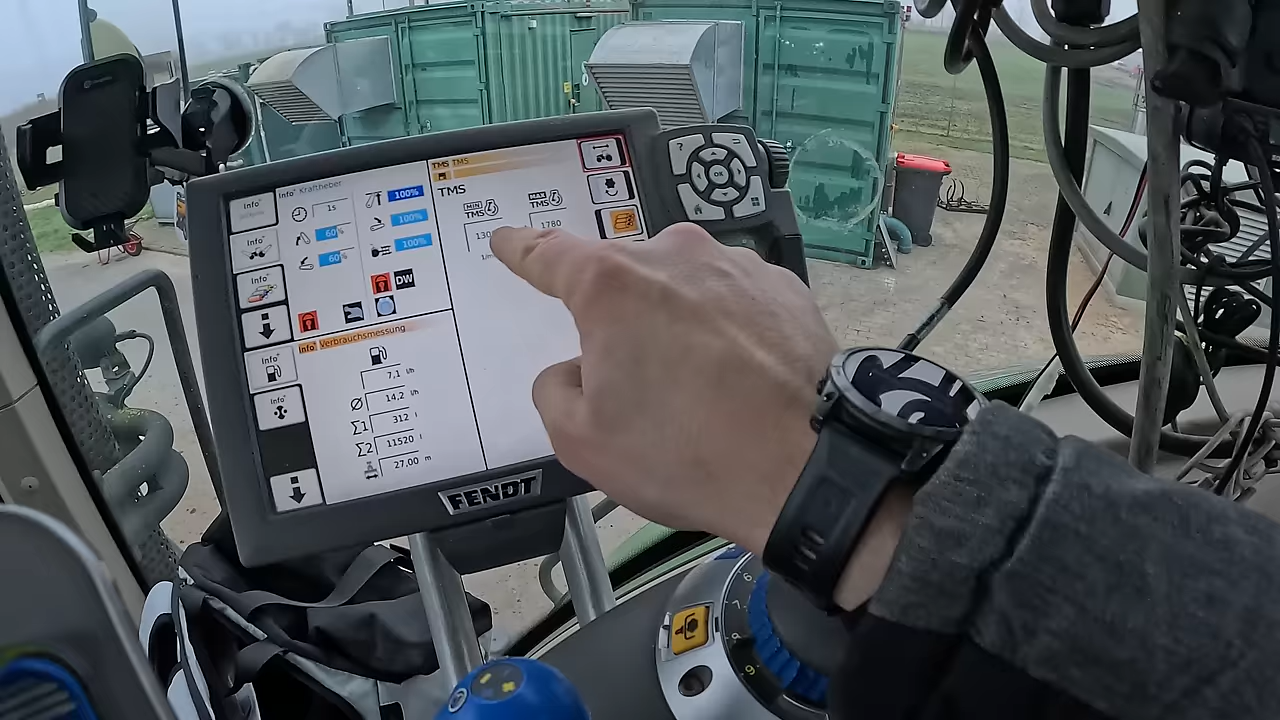 Info⁺
Info⁺ Kraftheber
1s
60%
60%
100%
100%
100%
DW
TMS TMS
TMS
MIN
TMS
MAX
TMS
130
1780
Info⁺
Info⁺
Info⁺ Verbrauchsmessung
7,1 l/h
Ø 14,2 l/h
Σ1 312 l
Σ2 11520 l
27,00 m
Info⁺
Info⁺
FENDT
?